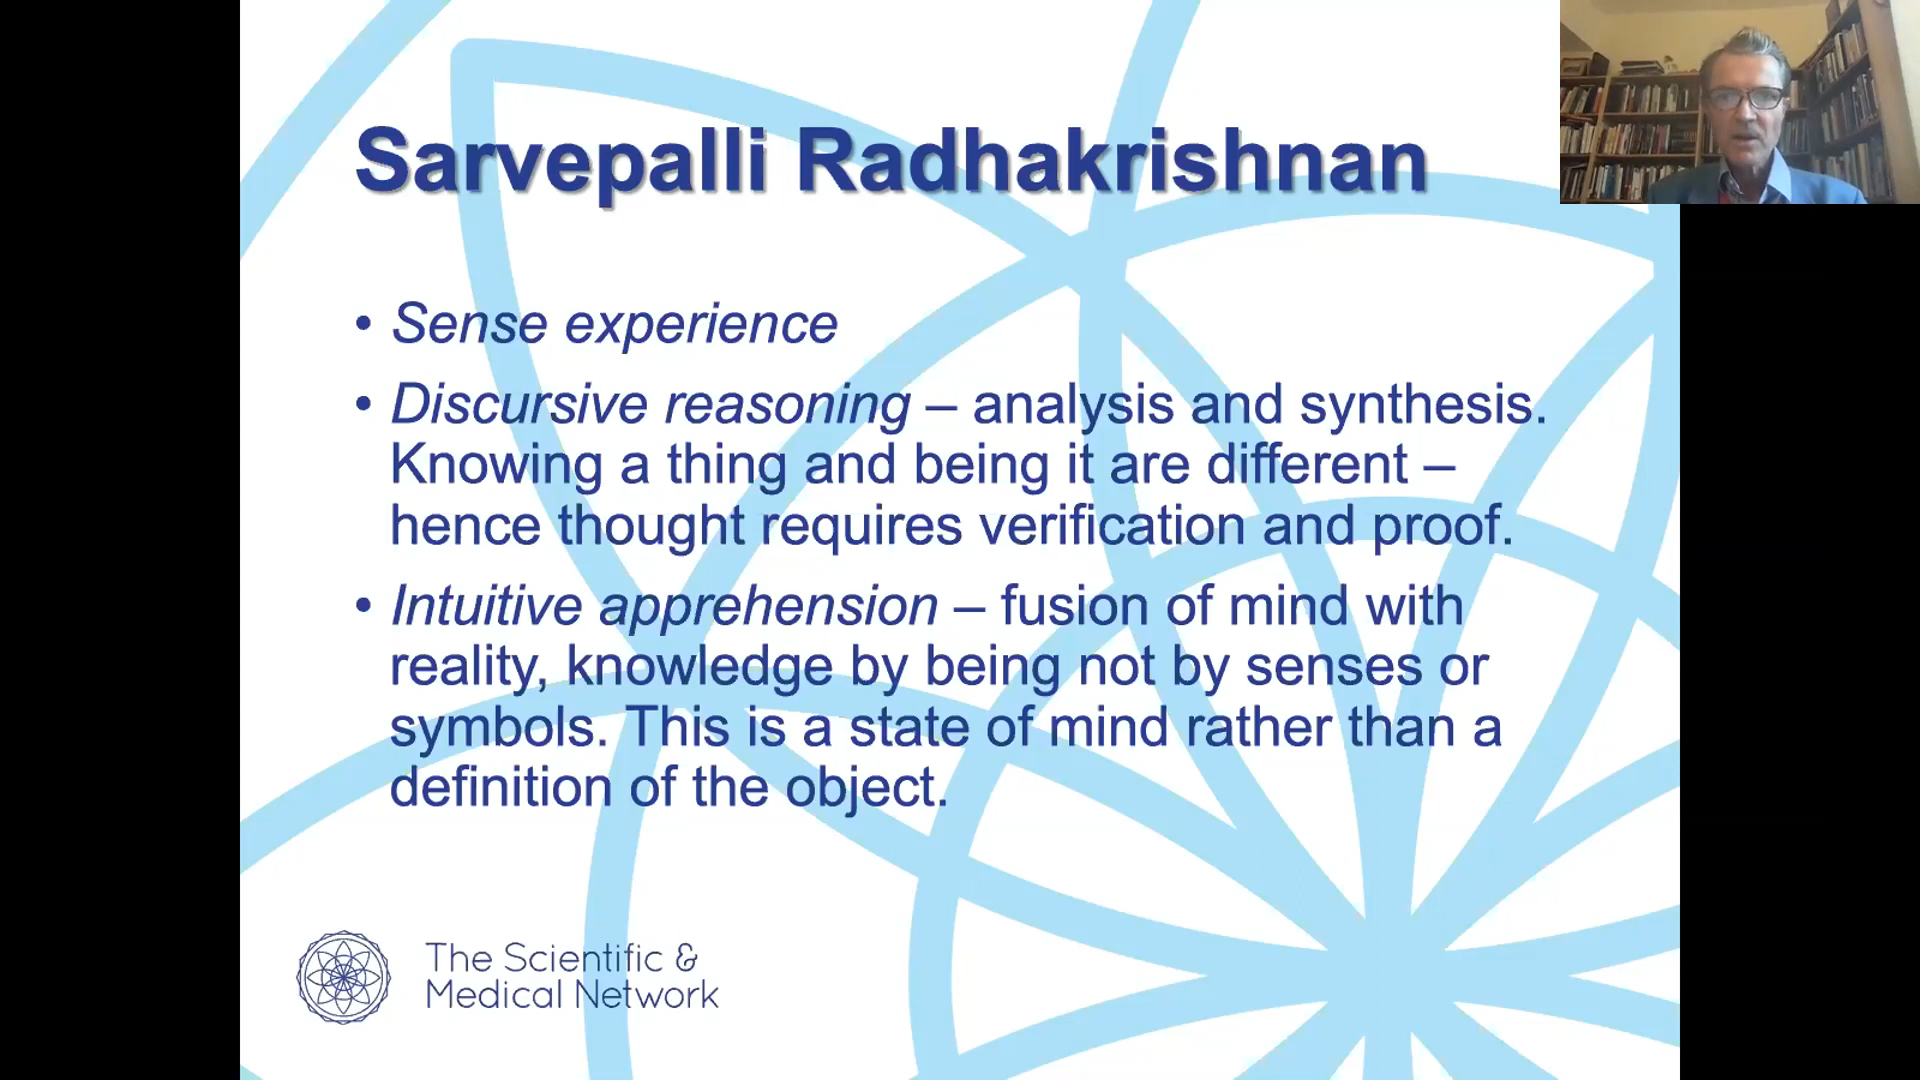 Sarvepalli Radhakrishnan
• Sense experience
• Discursive reasoning – analysis and synthesis.
Knowing a thing and being it are different –
hence thought requires verification and proof.
• Intuitive apprehension – fusion of mind with
reality, knowledge by being not by senses or
symbols. This is a state of mind rather than a
definition of the object.
The Scientific &
Medical Network